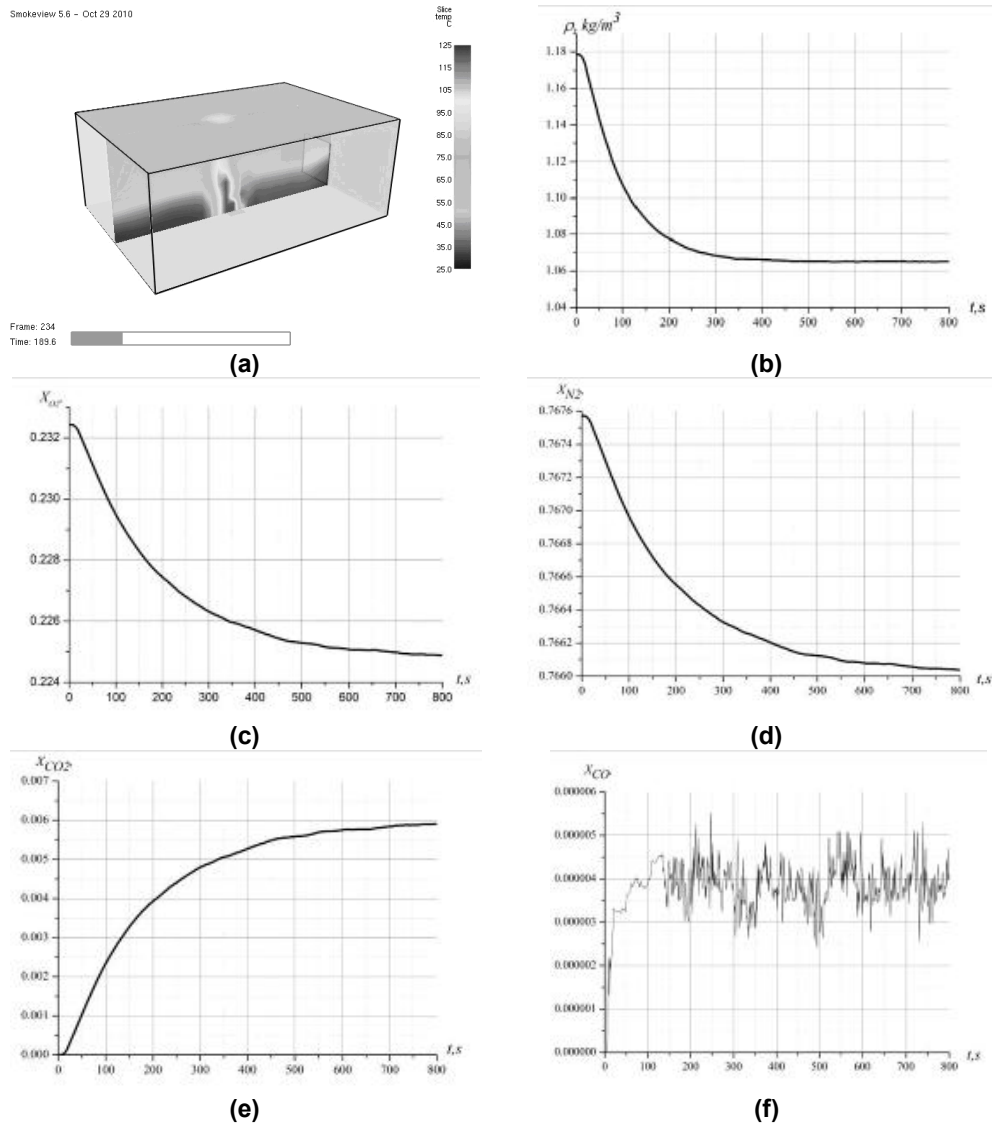 Smokeview 5.6 – Oct 29 2010
Slice
temp
C
125
115
105
95.0
85.0
75.0
65.0
55.0
45.0
35.0
25.0
Frame: 234
Time: 189.6
(a)
ρ, kg/m³
1.18
1.16
1.14
1.12
1.10
1.08
1.06
1.04
0 100 200 300 400 500 600 700 800
t,s
(b)
X_O2,
0.232
0.230
0.228
0.226
0.224
0 100 200 300 400 500 600 700 800
t,s
(c)
X_N2,
0.7676
0.7674
0.7672
0.7670
0.7668
0.7666
0.7664
0.7662
0.7660
0 100 200 300 400 500 600 700 800
t,s
(d)
X_CO2,
0.007
0.006
0.005
0.004
0.003
0.002
0.001
0.000
0 100 200 300 400 500 600 700 800
t,s
(e)
X_CO,
0.000006
0.000005
0.000004
0.000003
0.000002
0.000001
0.000000
0 100 200 300 400 500 600 700 800
t,s
(f)